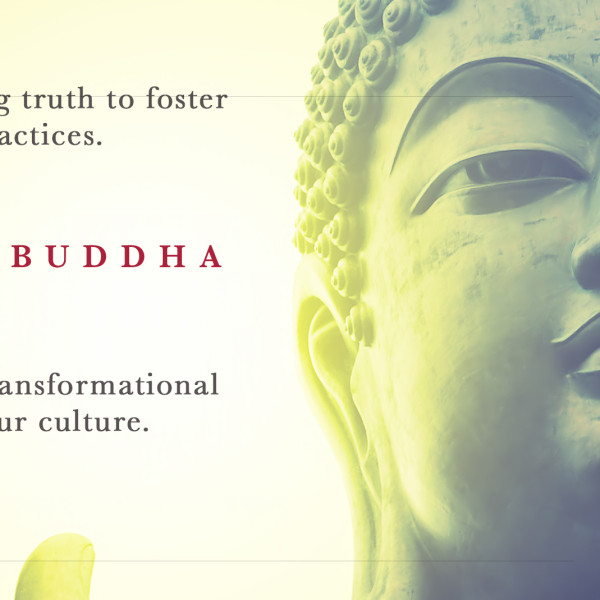 g truth to foster
actices.
BUDDHA
ansformational
ur culture.